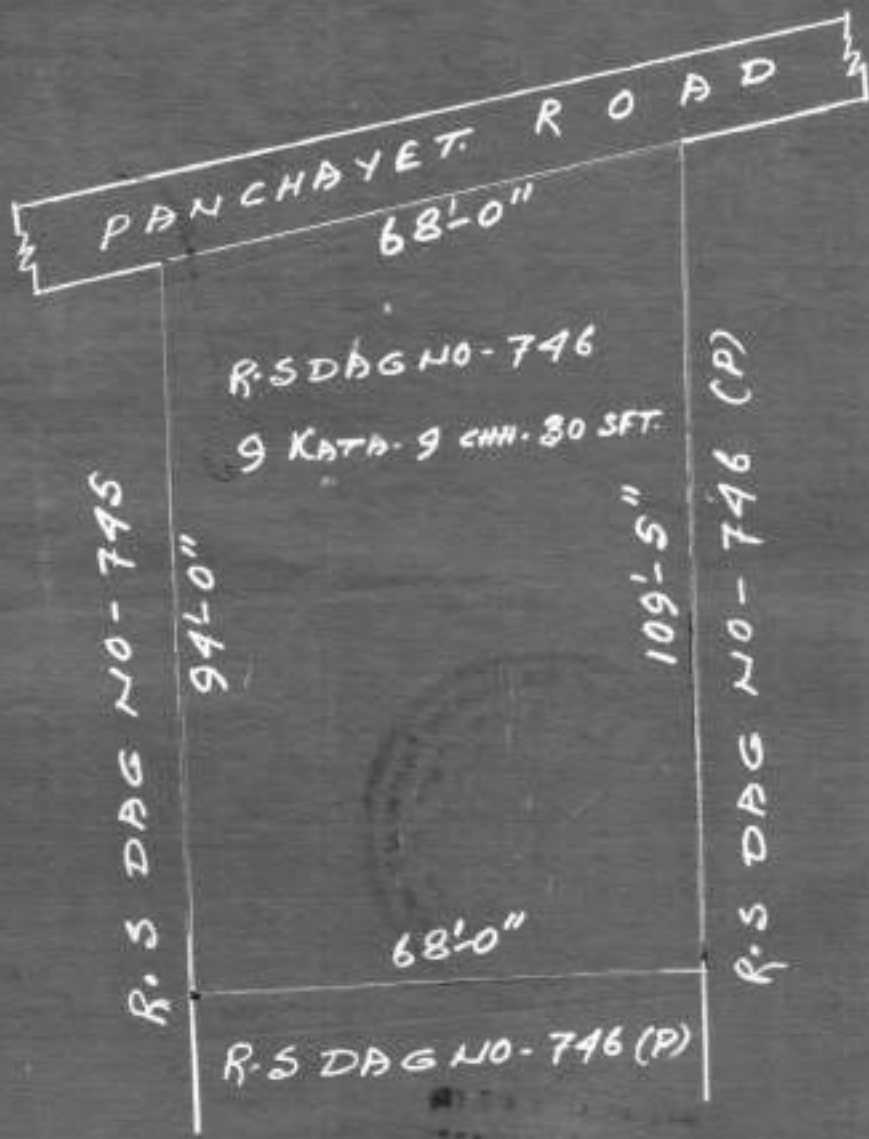 PANCHAYET. ROAD
68'-0"
R.S DAG NO-746
9 KATA-9 CHH-30 SFT.
R.S DAG NO-745
94'-0"
109'-5"
R.S DAG NO-746 (P)
68'-0"
R.S DAG NO-746 (P)